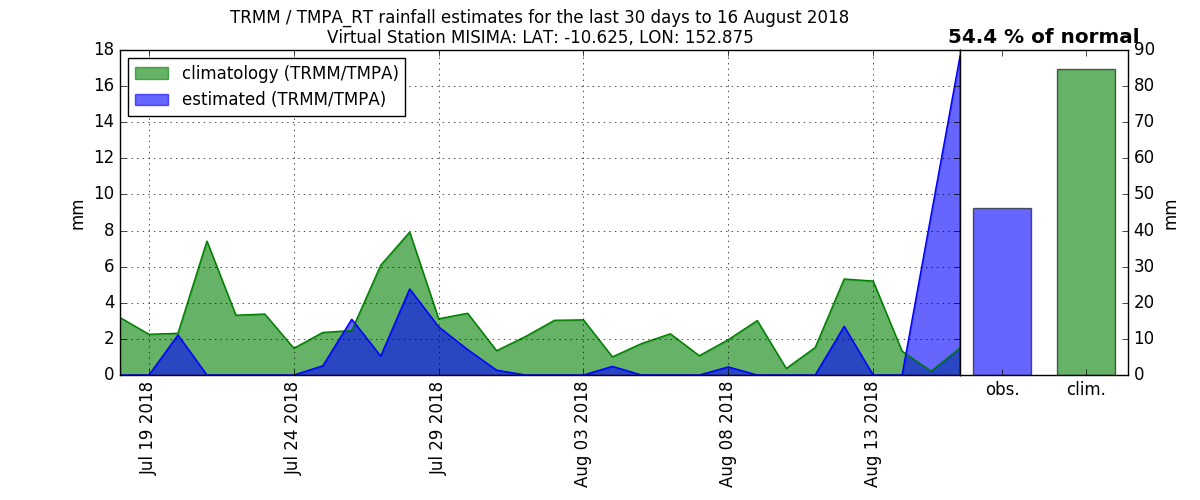 TRMM / TMPA_RT rainfall estimates for the last 30 days to 16 August 2018
Virtual Station MISIMA: LAT: -10.625, LON: 152.875
54.4 % of normal
climatology (TRMM/TMPA)
estimated (TRMM/TMPA)
18
16
14
12
10
8
6
4
2
0
mm
90
80
70
60
50
40
30
20
10
0
mm
Jul 19 2018
Jul 24 2018
Jul 29 2018
Aug 03 2018
Aug 08 2018
Aug 13 2018
obs.
clim.